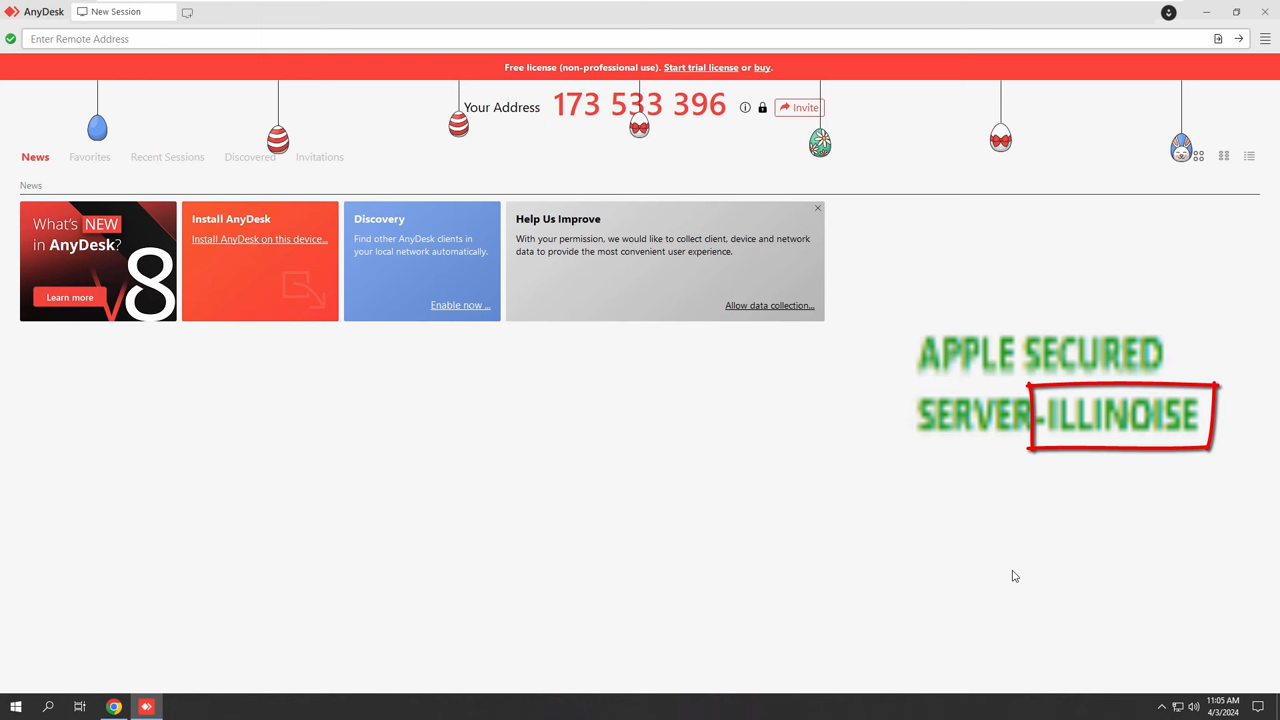 AnyDesk
New Session
Enter Remote Address
Free license (non-professional use). Start trial license or buy.
Your Address 173 533 396
Invite
News Favorites Recent Sessions Discovered Invitations
News
What's NEW
in AnyDesk?
V8
Learn more
Install AnyDesk
Install AnyDesk on this device...
Discovery
Find other AnyDesk clients in
your local network automatically.
Enable now ...
Help Us Improve
With your permission, we would like to collect client, device and network
data to provide the most convenient user experience.
Allow data collection...
APPLE SECURED
SERVER-ILLINOISE
11:05 AM
4/3/2024